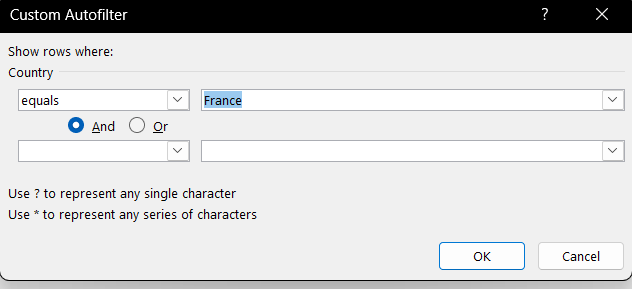 Custom Autofilter ?
Show rows where:
Country
equals France
And Or
Use ? to represent any single character
Use * to represent any series of characters
OK Cancel